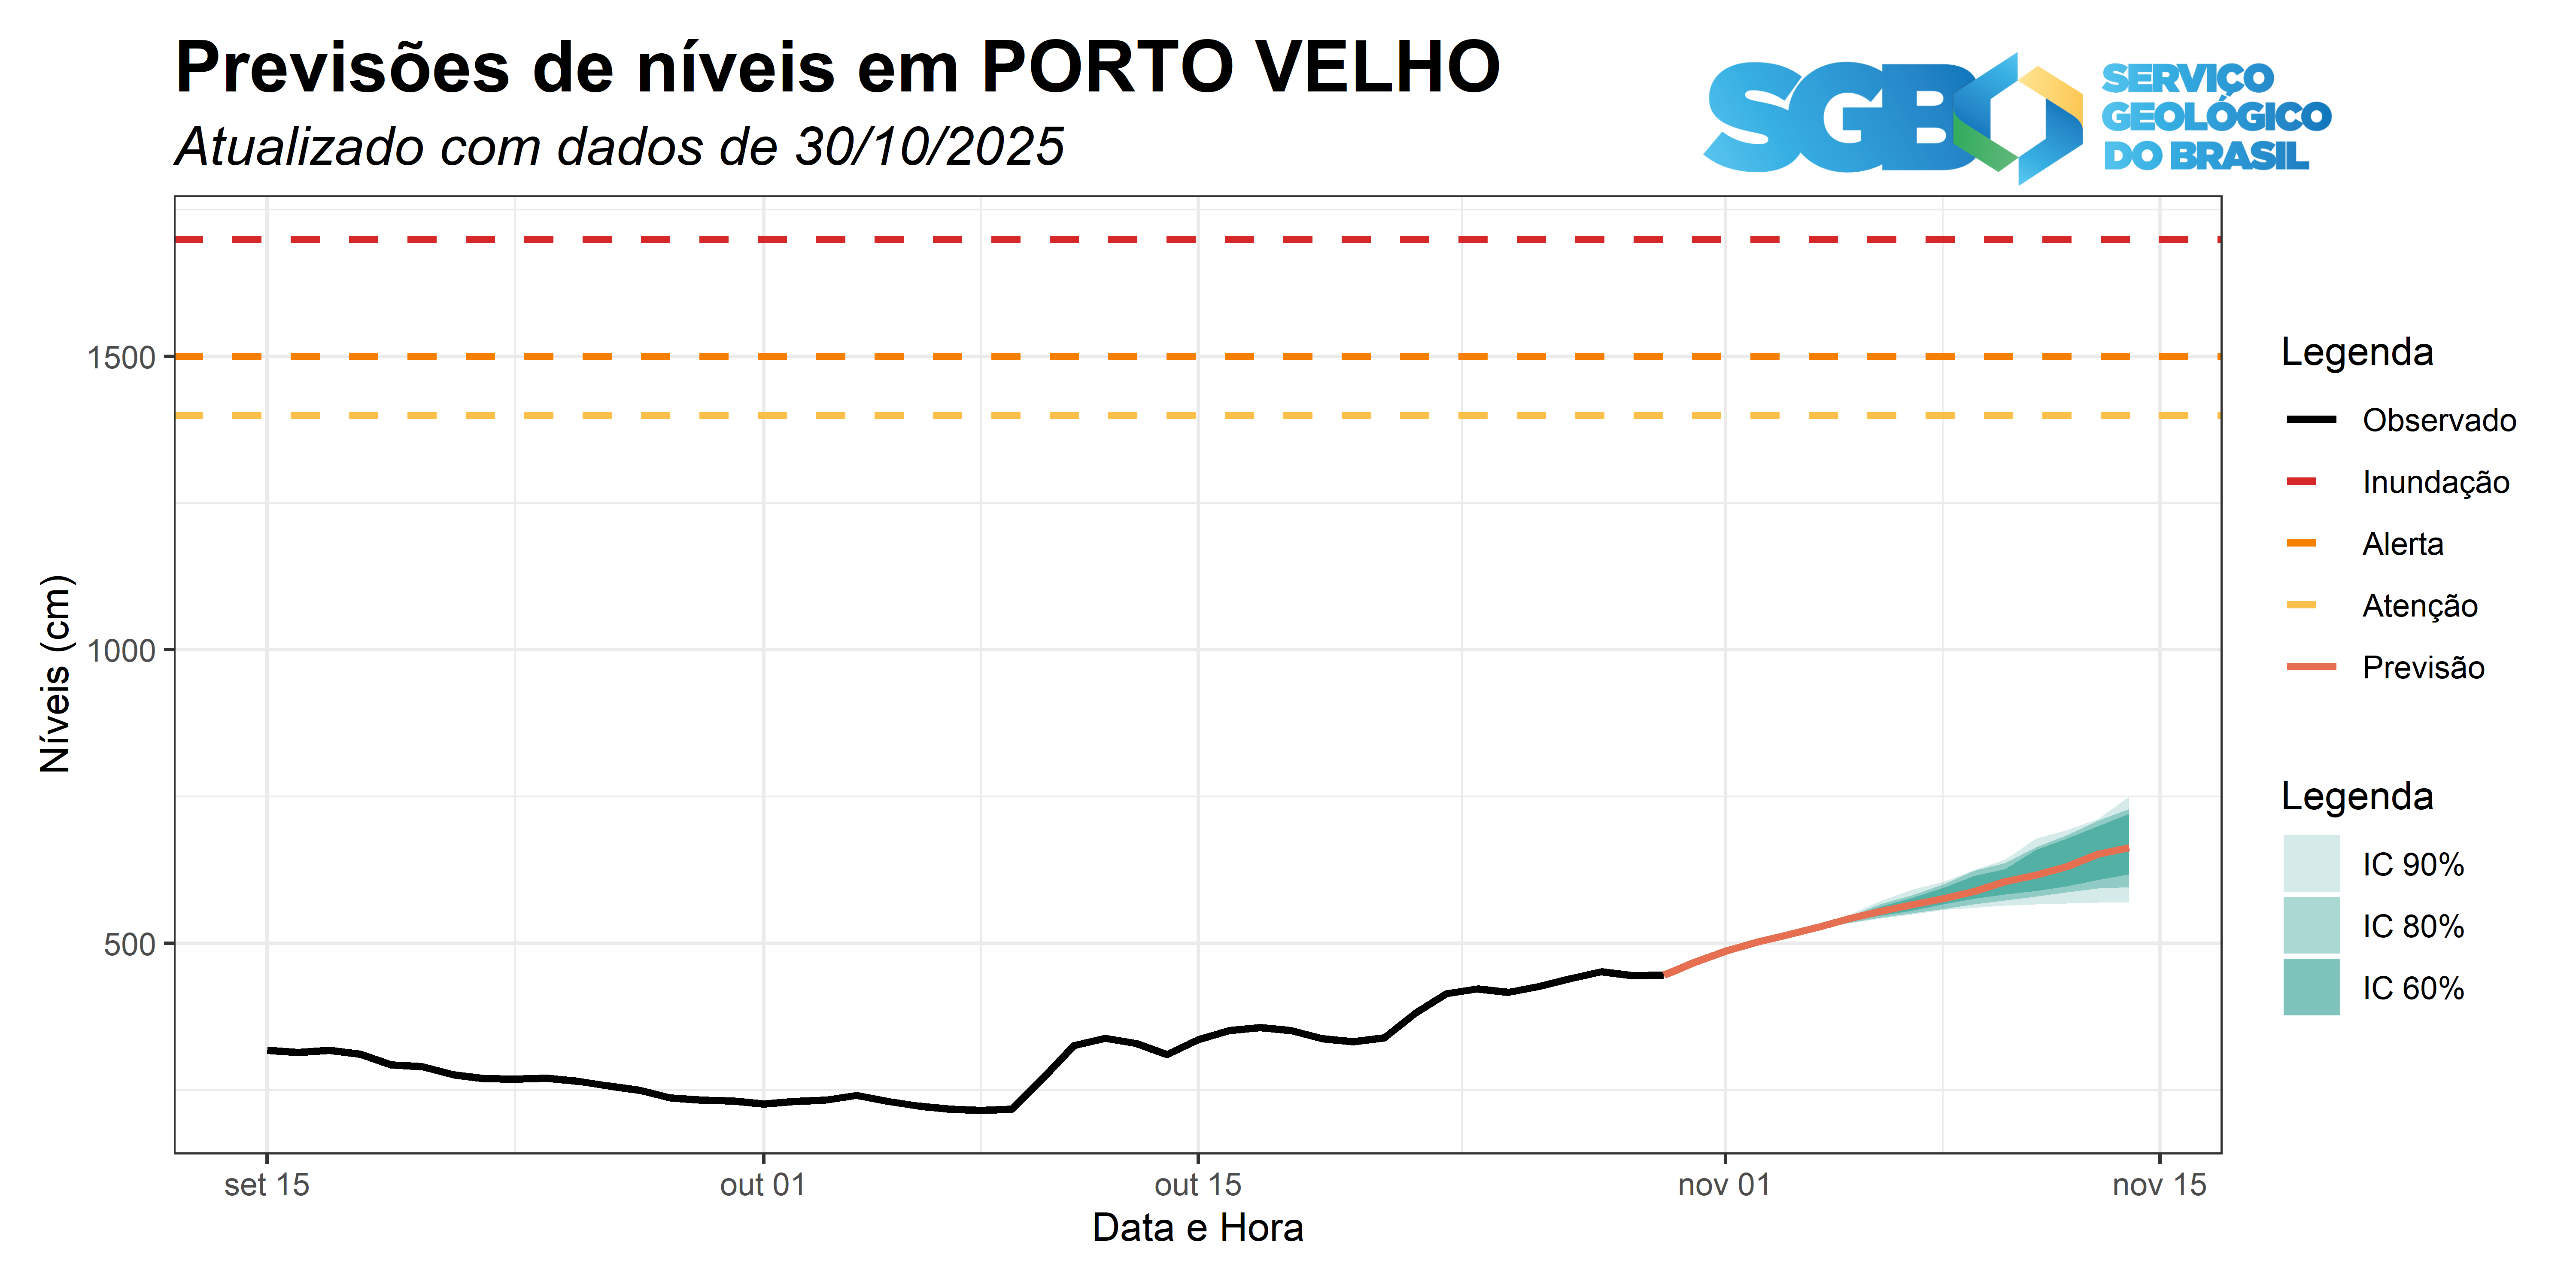 Previsões de níveis em PORTO VELHO
Atualizado com dados de 30/10/2025
SGB
SERVIÇO
GEOLÓGICO
DO BRASIL
Níveis (cm)
1500
1000
500
set 15
out 01
out 15
nov 01
nov 15
Data e Hora
Legenda
Observado
Inundação
Alerta
Atenção
Previsão
Legenda
IC 90%
IC 80%
IC 60%